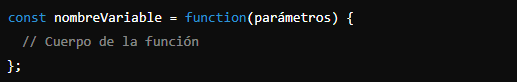 const nombreVariable = function(parámetros) {
  // Cuerpo de la función
};